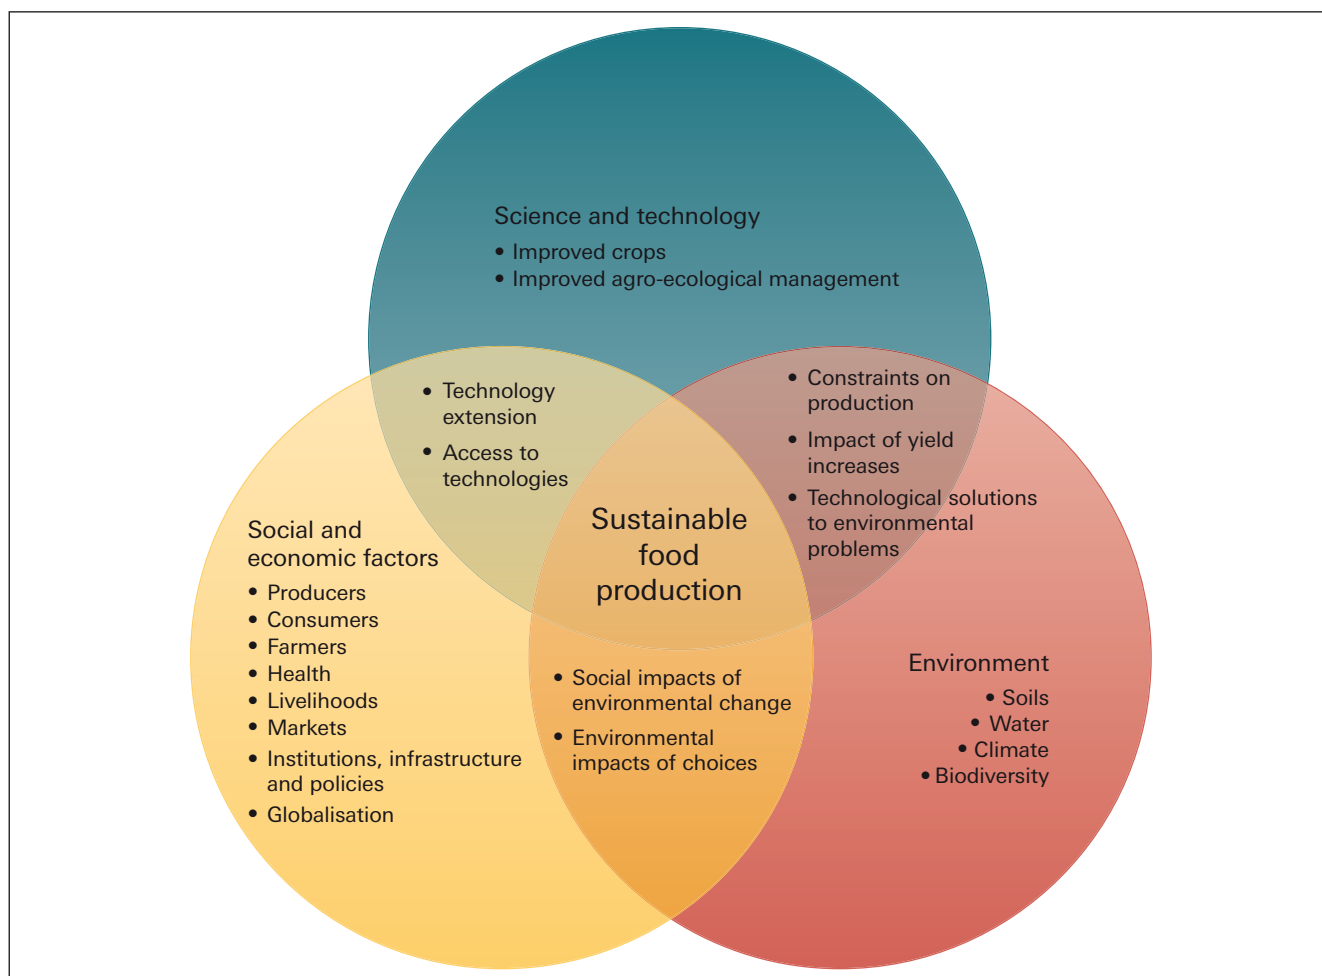 Science and technology
• Improved crops
• Improved agro-ecological management
• Technology
extension
• Access to
technologies
• Constraints on
production
• Impact of yield
increases
• Technological solutions
to environmental
problems
Sustainable
food
production
Social and
economic factors
• Producers
• Consumers
• Farmers
• Health
• Livelihoods
• Markets
• Institutions, infrastructure
and policies
• Globalisation
• Social impacts of
environmental change
• Environmental
impacts of choices
Environment
• Soils
• Water
• Climate
• Biodiversity